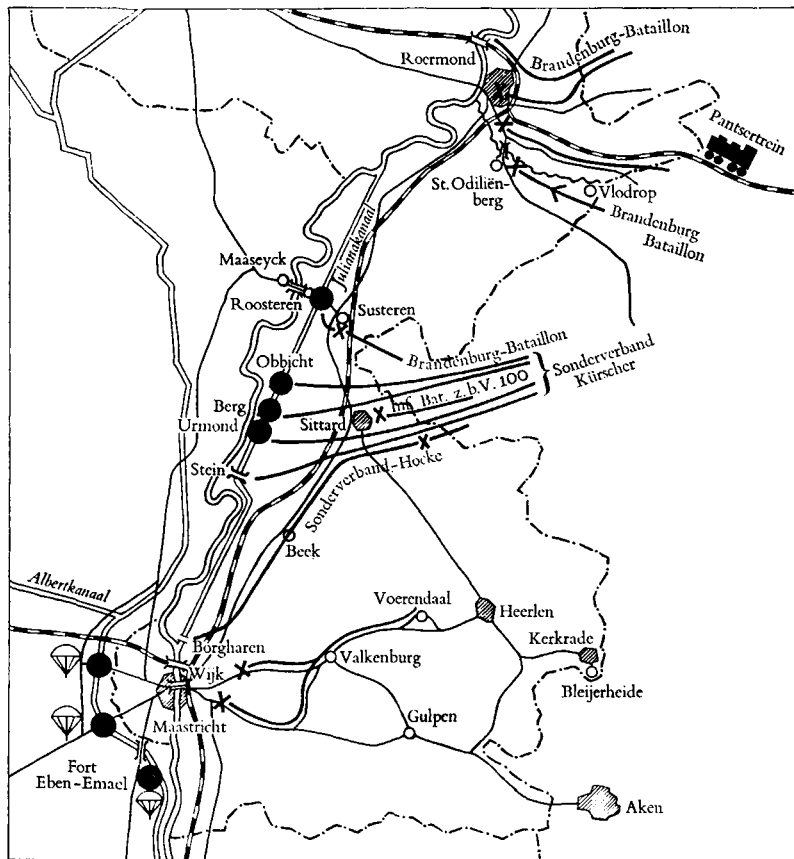 Roermond
Brandenburg-Bataillon
Pantsertrein
St. Odiliën-
berg
Vlodrop
Brandenburg
Bataillon
Julianakanaal
Maaseyck
Roosteren
Susteren
Brandenburg-Bataillon
Obbicht
Sonderverband
Kürscher
Berg
Inf. Bat. z.b.V. 100
Urmond
Sittard
Stein
Sonderverband-Hocke
Beek
Albertkanaal
Voerendaal
Heerlen
Borgharen
Kerkrade
Wijk
Valkenburg
Bleijerheide
Maastricht
Gulpen
Fort
Eben-Emael
Aken